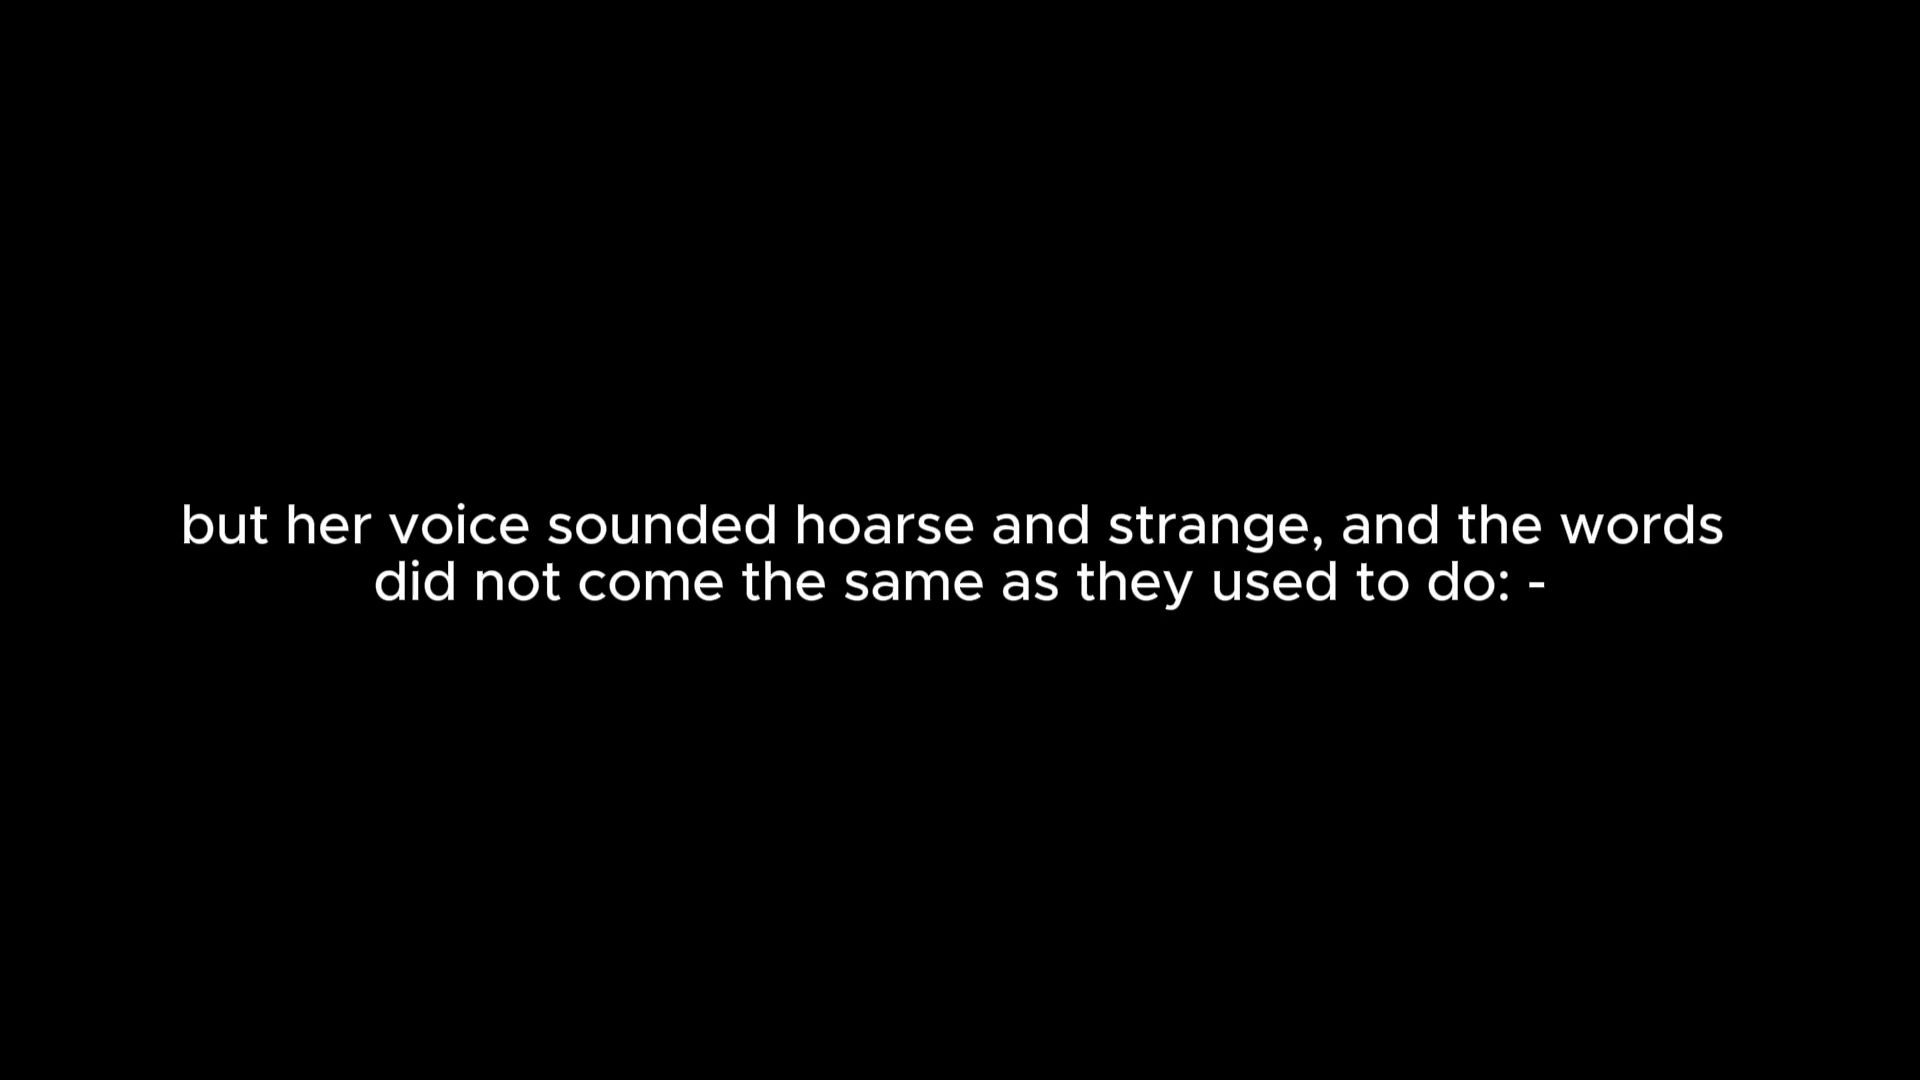 but her voice sounded hoarse and strange, and the words
did not come the same as they used to do: -